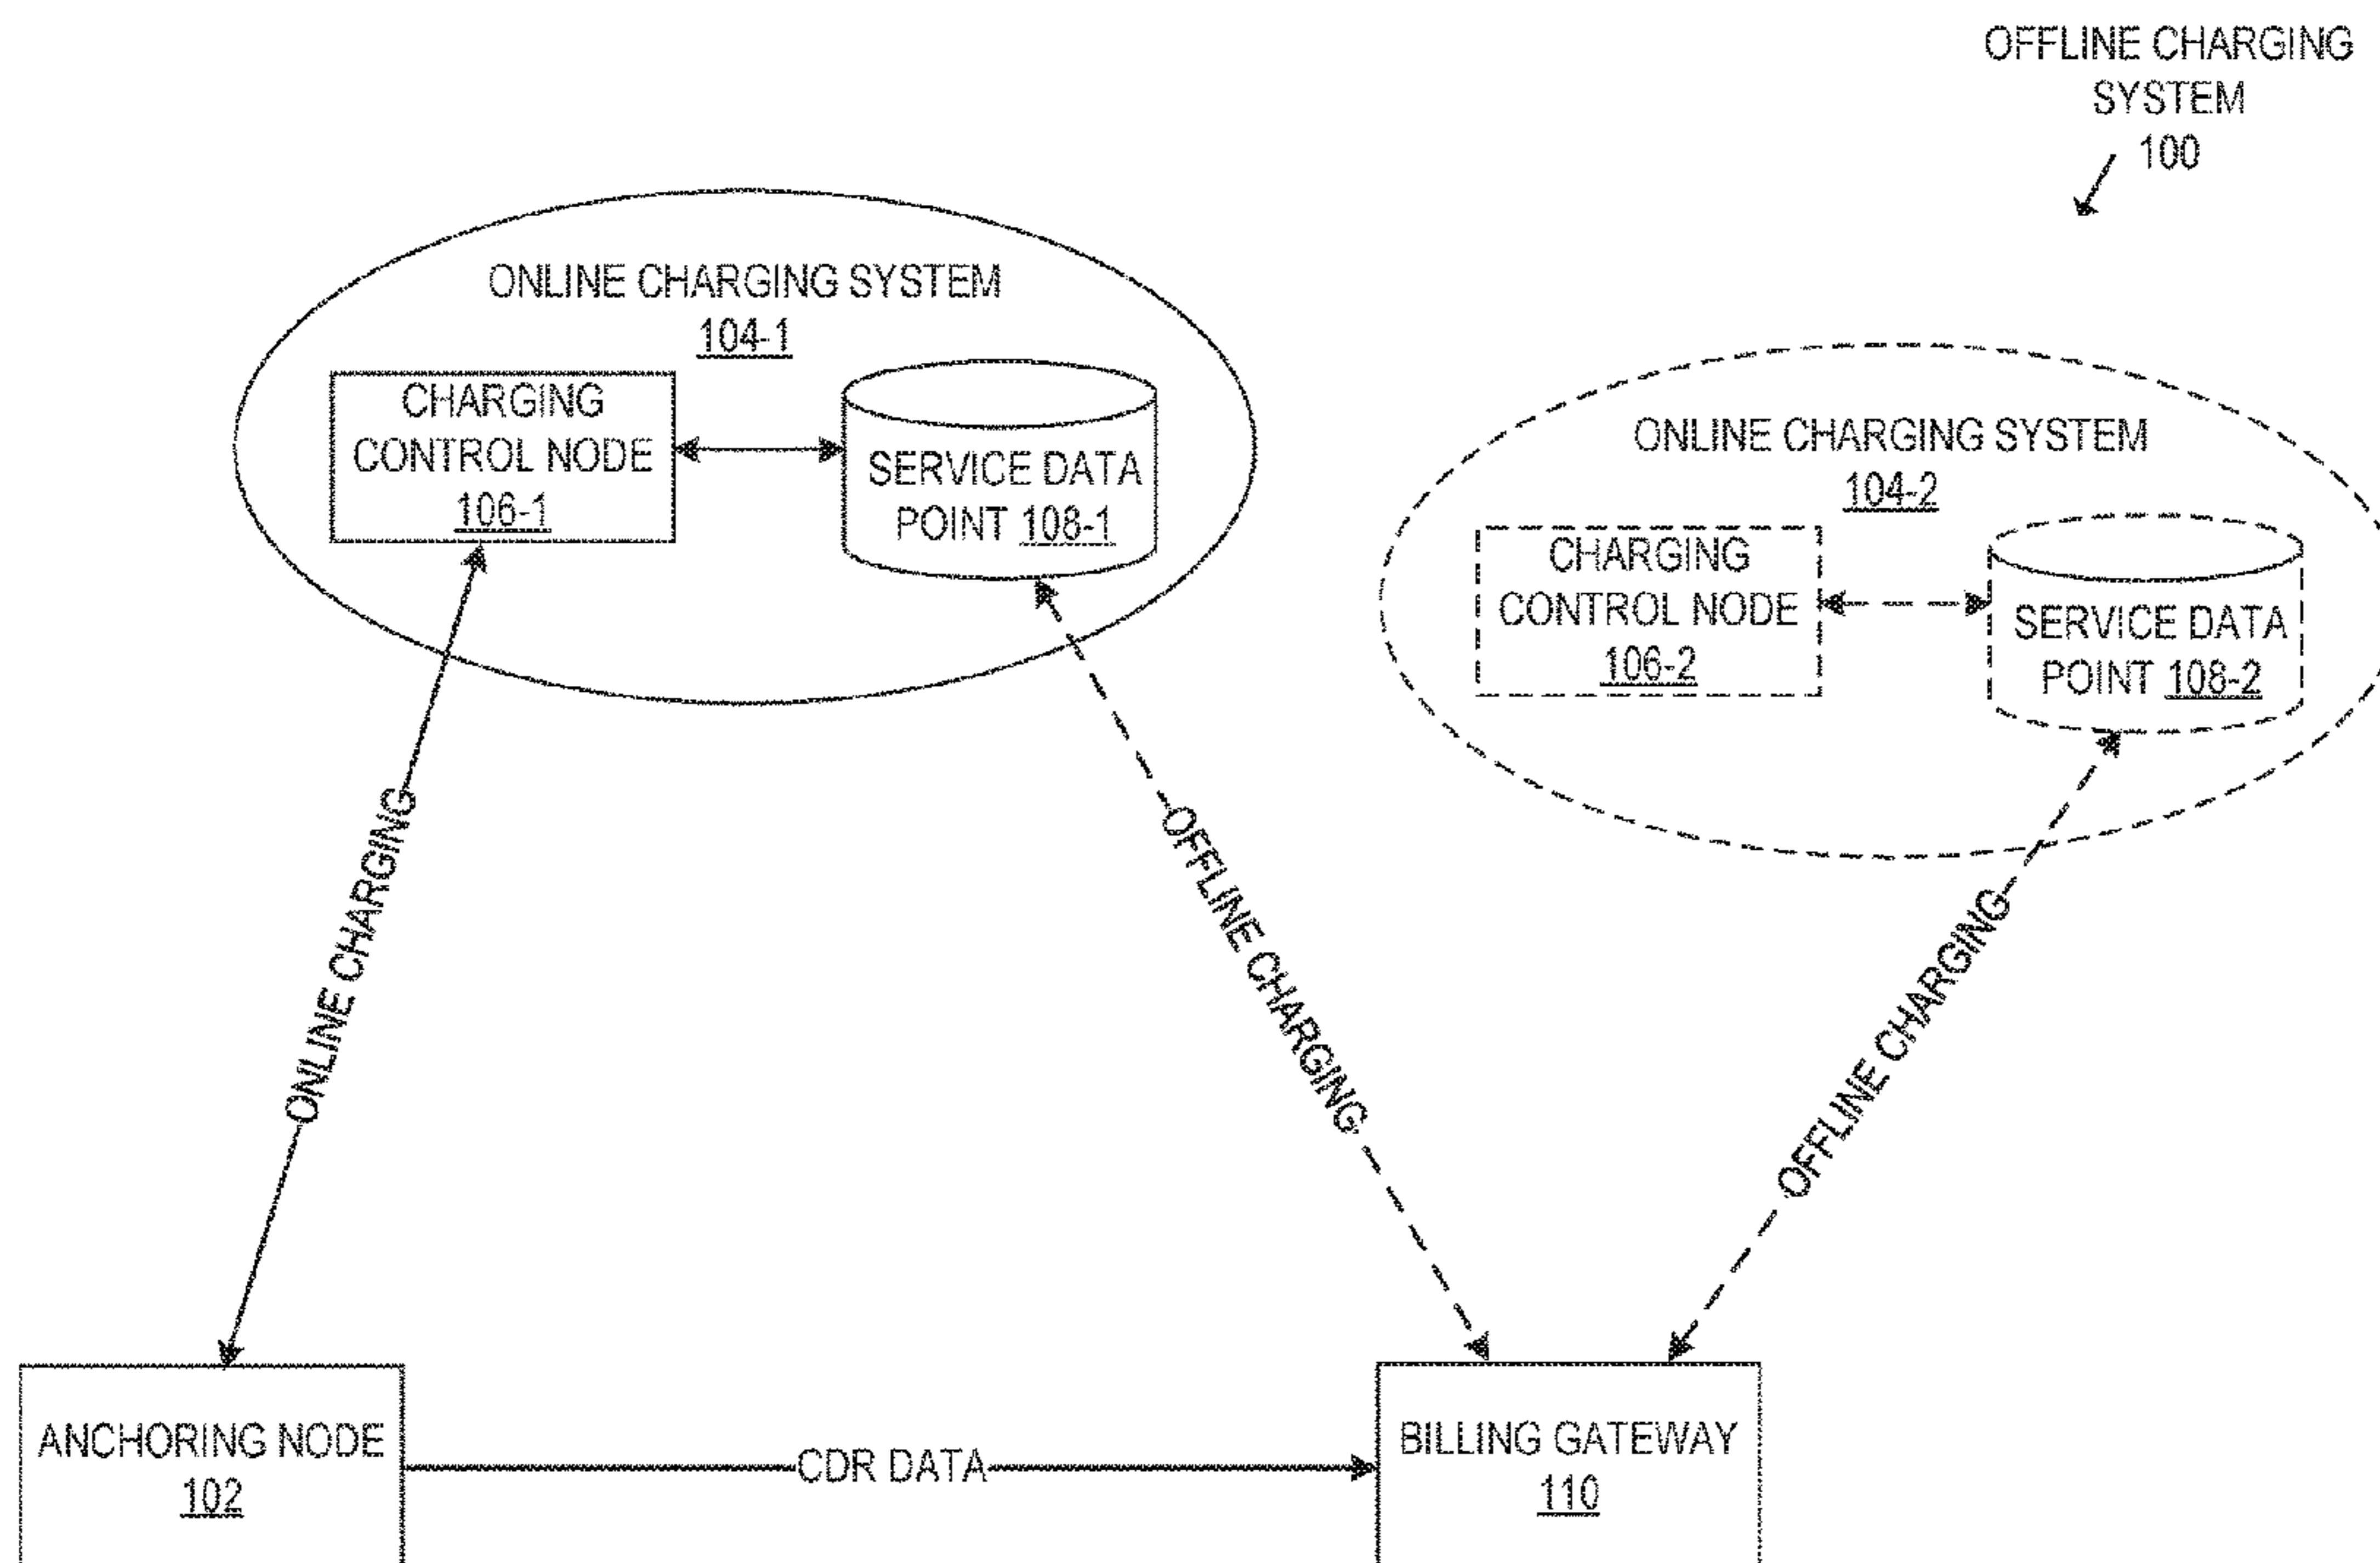 OFFLINE CHARGING
SYSTEM
100
ONLINE CHARGING SYSTEM
104-1
CHARGING
CONTROL NODE
106-1
SERVICE DATA
POINT 108-1
ONLINE CHARGING SYSTEM
104-2
CHARGING
CONTROL NODE
106-2
SERVICE DATA
POINT 108-2
ONLINE CHARGING
OFFLINE CHARGING
OFFLINE CHARGING
ANCHORING NODE
102
CDR DATA
BILLING GATEWAY
110